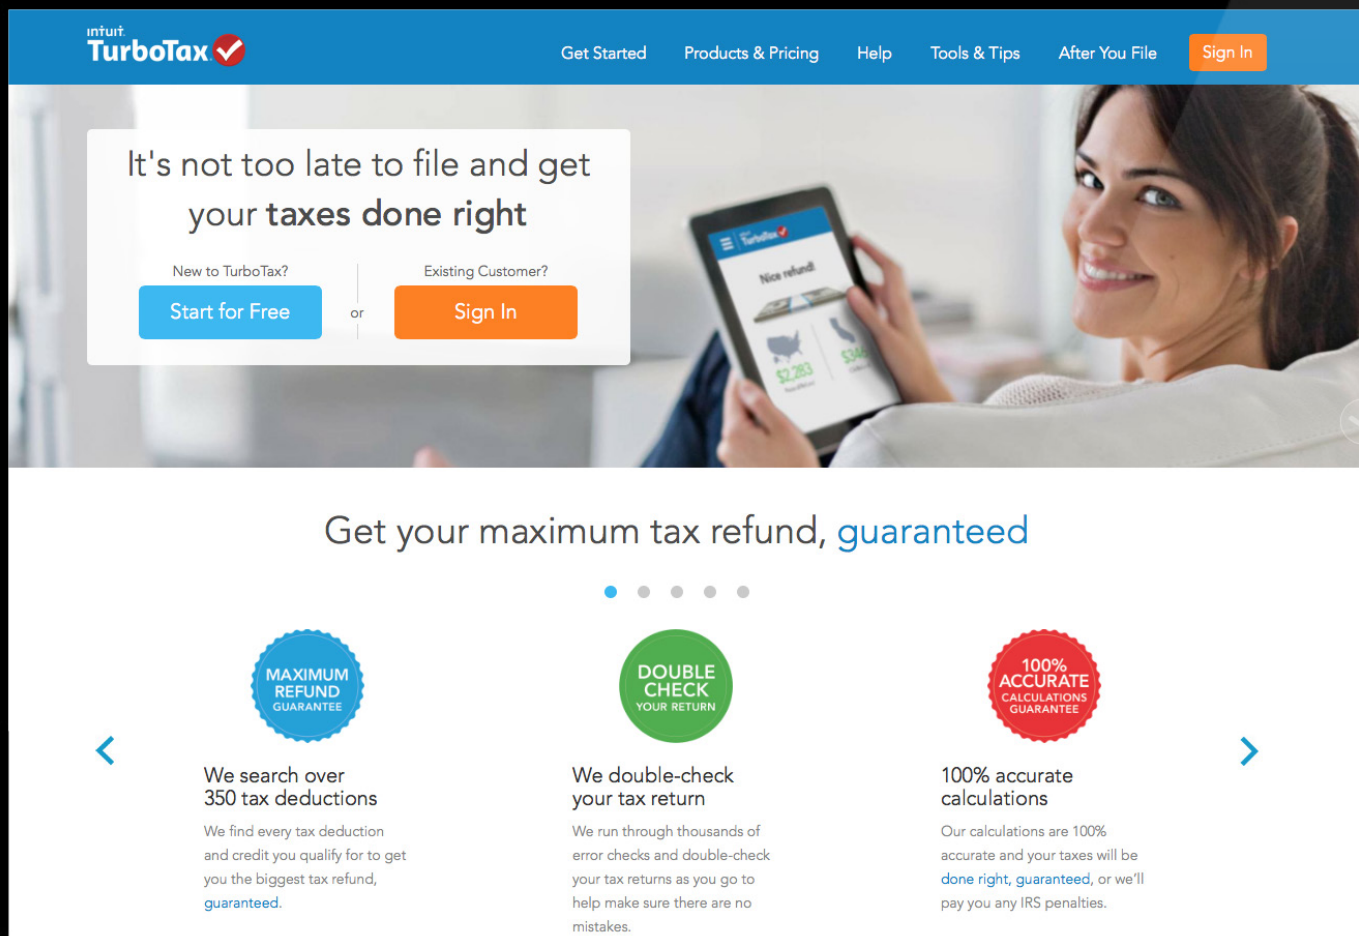 intuit.
TurboTax
Get Started
Products & Pricing
Help
Tools & Tips
After You File
Sign In
It's not too late to file and get
your taxes done right
New to TurboTax?
Existing Customer?
Start for Free
or
Sign In
TurboTax
Nice refund!
$2,283
$346
Get your maximum tax refund, guaranteed
MAXIMUM
REFUND
GUARANTEE
DOUBLE
CHECK
YOUR RETURN
100%
ACCURATE
CALCULATIONS
GUARANTEE
We search over
350 tax deductions
We find every tax deduction
and credit you qualify for to get
you the biggest tax refund,
guaranteed.
We double-check
your tax return
We run through thousands of
error checks and double-check
your tax returns as you go to
help make sure there are no
mistakes.
100% accurate
calculations
Our calculations are 100%
accurate and your taxes will be
done right, guaranteed, or we'll
pay you any IRS penalties.